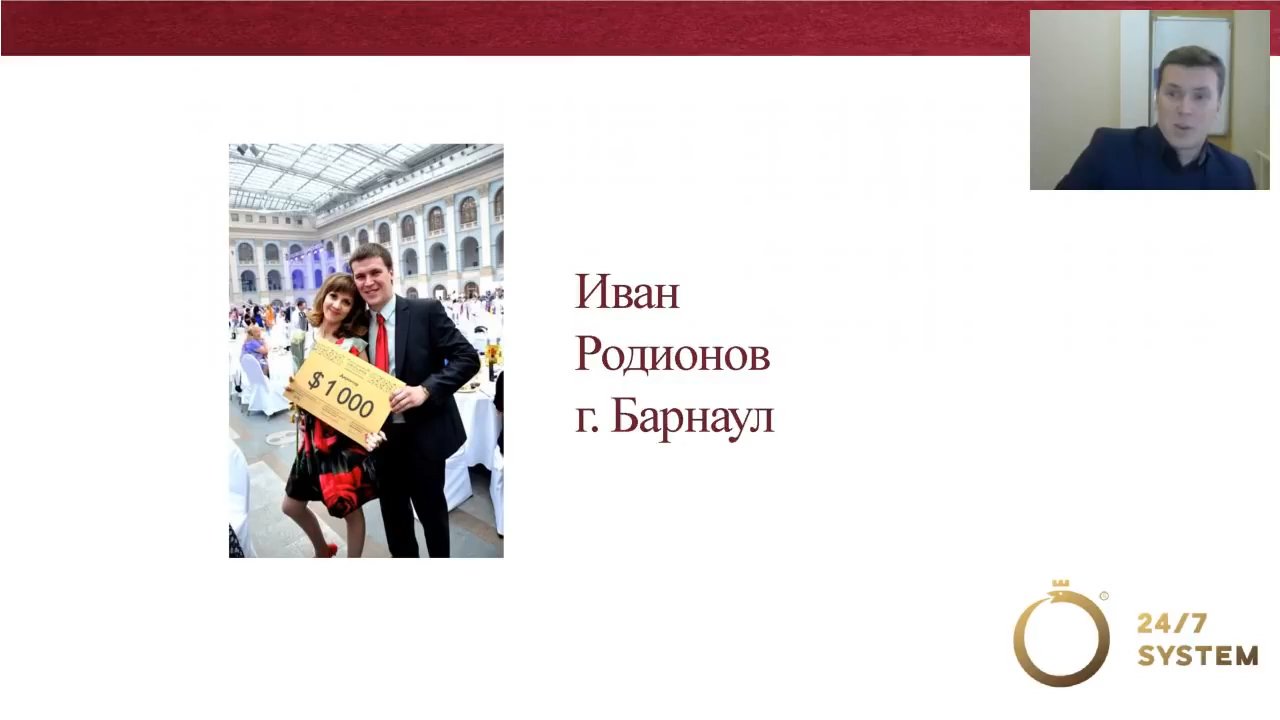 $1000
Иван
Родионов
г. Барнаул
24/7
SYSTEM